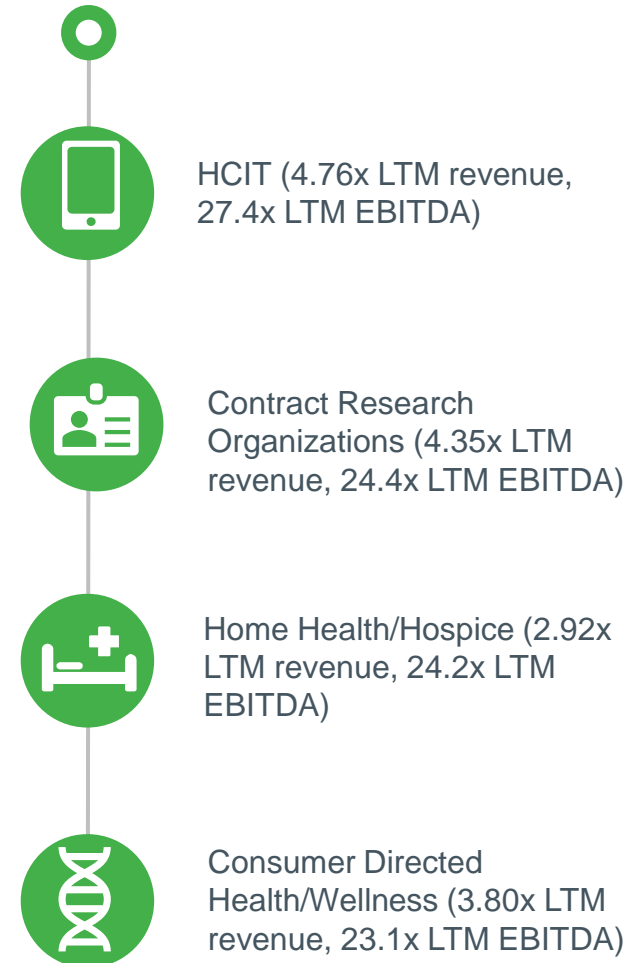 HCIT (4.76x LTM revenue,
27.4x LTM EBITDA)
Contract Research
Organizations (4.35x LTM
revenue, 24.4x LTM EBITDA)
Home Health/Hospice (2.92x
LTM revenue, 24.2x LTM
EBITDA)
Consumer Directed
Health/Wellness (3.80x LTM
revenue, 23.1x LTM EBITDA)